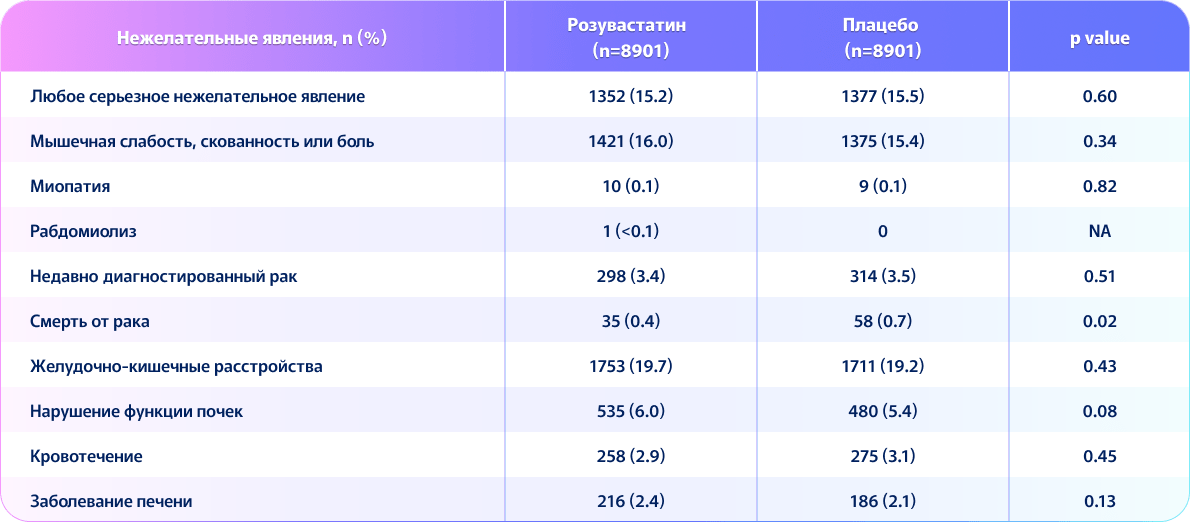 Нежелательные явления, n (%) Розувастатин (n=8901) Плацебо (n=8901) p value
Любое серьезное нежелательное явление 1352 (15.2) 1377 (15.5) 0.60
Мышечная слабость, скованность или боль 1421 (16.0) 1375 (15.4) 0.34
Миопатия 10 (0.1) 9 (0.1) 0.82
Рабдомиолиз 1 (<0.1) 0 NA
Недавно диагностированный рак 298 (3.4) 314 (3.5) 0.51
Смерть от рака 35 (0.4) 58 (0.7) 0.02
Желудочно-кишечные расстройства 1753 (19.7) 1711 (19.2) 0.43
Нарушение функции почек 535 (6.0) 480 (5.4) 0.08
Кровотечение 258 (2.9) 275 (3.1) 0.45
Заболевание печени 216 (2.4) 186 (2.1) 0.13